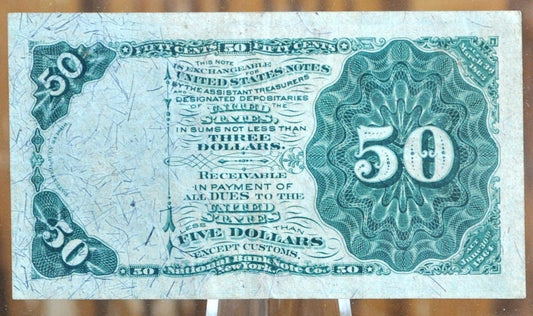 FIFTY CENTS 50 FIFTY CENTS
50
THIS NOTE
IS EXCHANGEABLE
FOR
UNITED STATES NOTES
BY THE ASSISTANT TREASURERS
AND
DESIGNATED DEPOSITARIES
OF THE
UNITED
STATES,
IN SUMS NOT LESS THAN
THREE
DOLLARS.
RECEIVABLE
IN PAYMENT OF
ALL DUES TO THE
UNITED
STATES
LESS THAN
FIVE DOLLARS
EXCEPT CUSTOMS.
50
50
50 National Bank Note Co. 50
New York